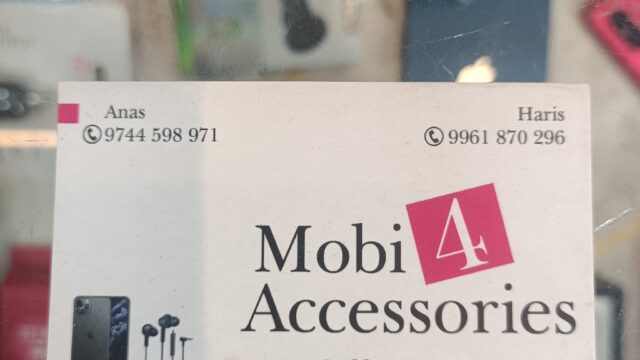 Anas
9744 598 971
Haris
9961 870 296
Mobi 4
Accessories